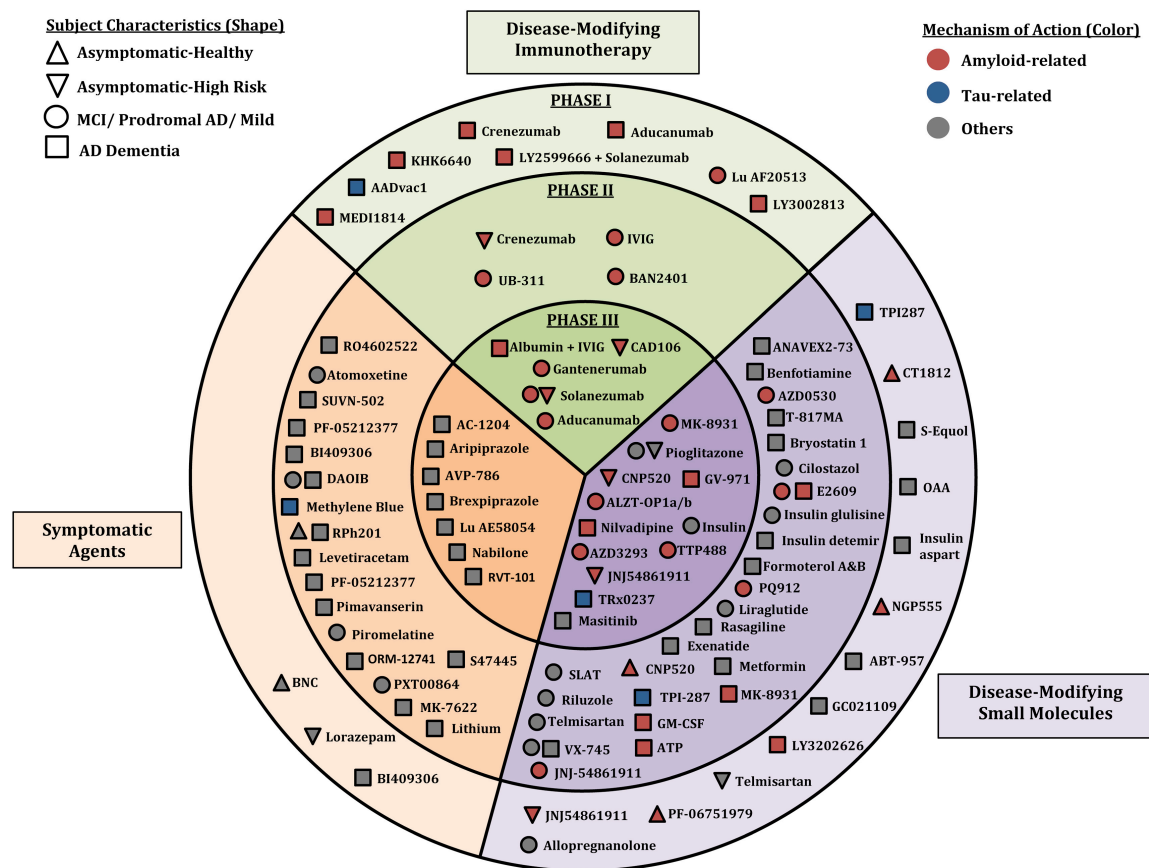 Subject Characteristics (Shape)
Asymptomatic-Healthy
Asymptomatic-High Risk
MCI/ Prodromal AD/ Mild
AD Dementia
Disease-Modifying
Immunotherapy
Mechanism of Action (Color)
Amyloid-related
Tau-related
Others
PHASE I
Crenezumab
Aducanumab
KHK6640
LY2599666 + Solanezumab
AADvac1
Lu AF20513
MEDI1814
LY3002813
PHASE II
Crenezumab
IVIG
UB-311
BAN2401
PHASE III
Albumin + IVIG
CAD106
Gantenerumab
Solanezumab
Aducanumab
Symptomatic
Agents
RO4602522
Atomoxetine
SUVN-502
PF-05212377
BI409306
DAOIB
Methylene Blue
RPh201
Levetiracetam
PF-05212377
Pimavanserin
Piromelatine
ORM-12741
S47445
PXT00864
MK-7622
Lithium
AC-1204
Aripiprazole
AVP-786
Brexpiprazole
Lu AE58054
Nabilone
RVT-101
BNC
Lorazepam
BI409306
MK-8931
Pioglitazone
CNP520
GV-971
ALZT-OP1a/b
Nilvadipine
Insulin
AZD3293
TTP488
JNJ54861911
TRx0237
Masitinib
ANAVEX2-73
Benfotiamine
AZD0530
T-817MA
Bryostatin 1
Cilostazol
E2609
Insulin glulisine
Insulin detemir
Formoterol A&B
PQ912
Liraglutide
Rasagiline
Exenatide
Metformin
SLAT
CNP520
MK-8931
Riluzole
TPI-287
Telmisartan
GM-CSF
VX-745
ATP
JNJ-54861911
TPI287
CT1812
S-Equol
OAA
Insulin
aspart
NGP555
ABT-957
GC021109
LY3202626
Telmisartan
JNJ54861911
PF-06751979
Allopregnanolone
Disease-Modifying
Small Molecules